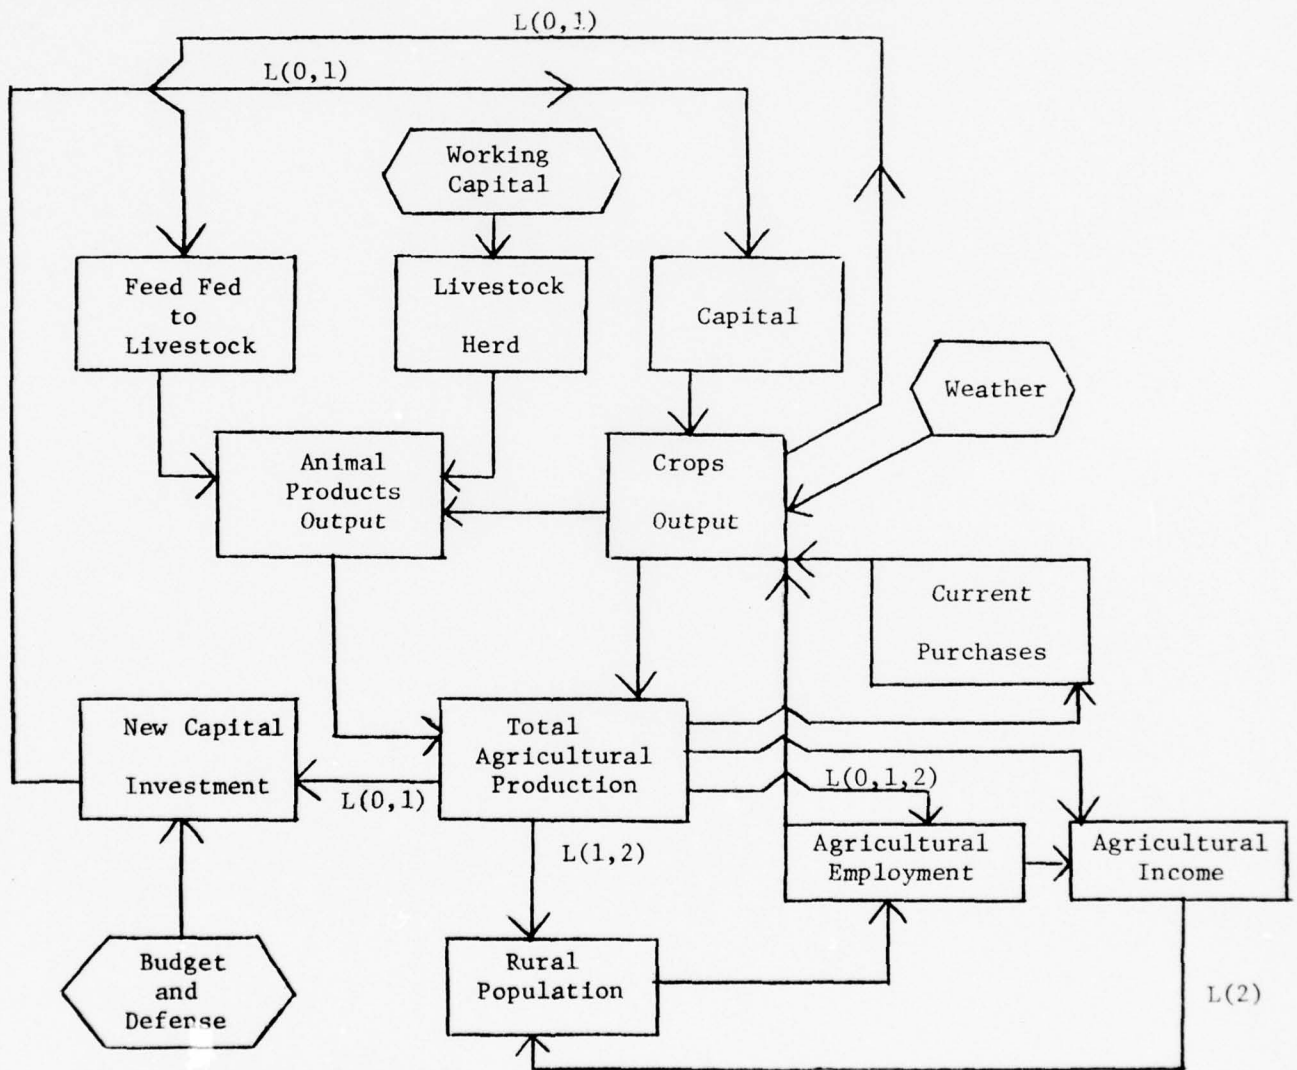 L(0,1)
L(0,1)
Working
Capital
Feed Fed
to
Livestock
Livestock
Herd
Capital
Weather
Animal
Products
Output
Crops
Output
Current
Purchases
New Capital
Investment
L(0,1)
Total
Agricultural
Production
L(0,1,2)
L(1,2)
Agricultural
Employment
Agricultural
Income
Budget
and
Defense
Rural
Population
L(2)